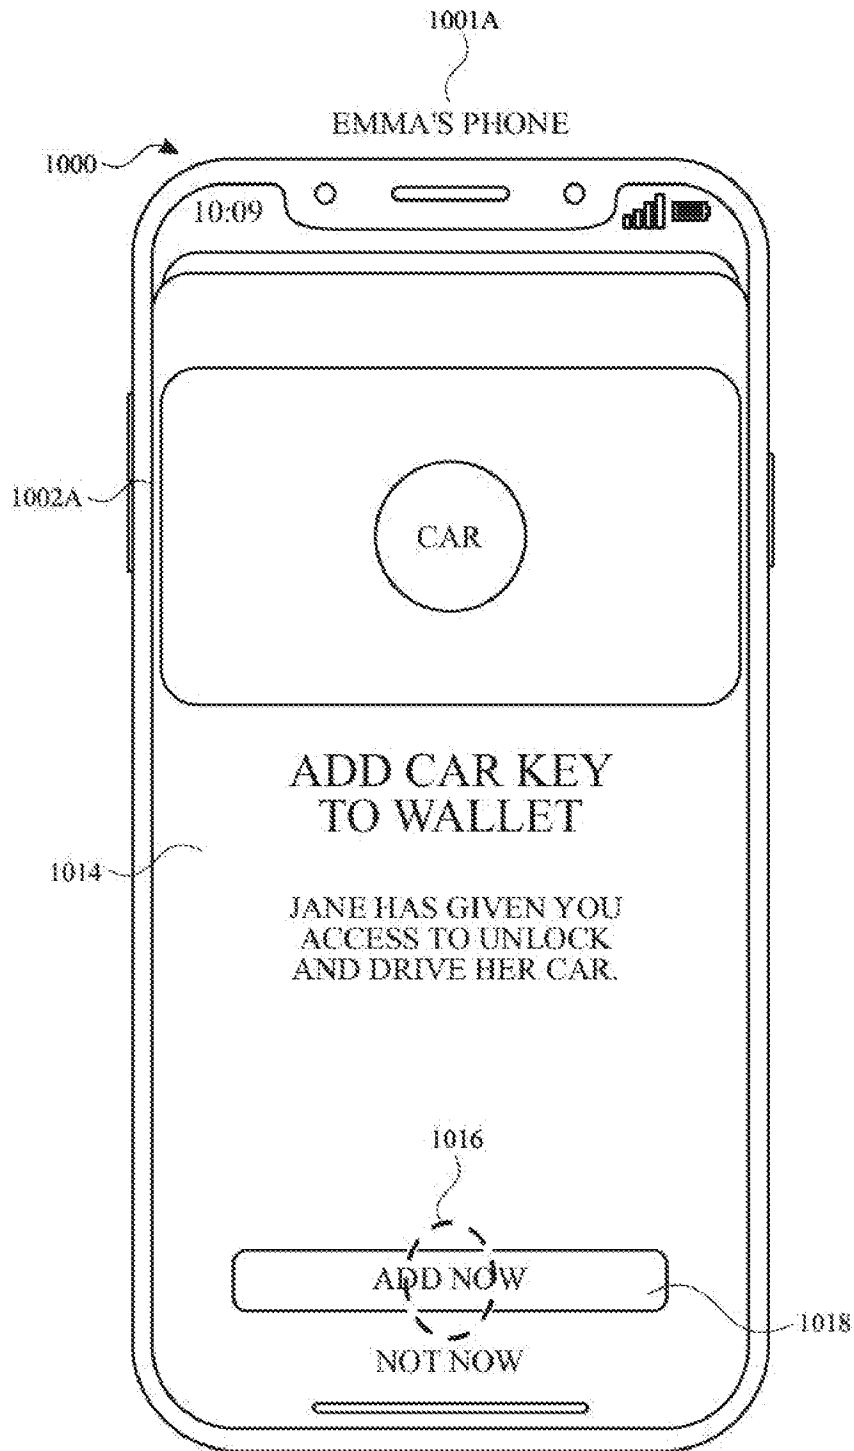 1001A
EMMA'S PHONE
1000
10:09
1002A
CAR
ADD CAR KEY
TO WALLET
1014
JANE HAS GIVEN YOU
ACCESS TO UNLOCK
AND DRIVE HER CAR.
1016
ADD NOW
1018
NOT NOW